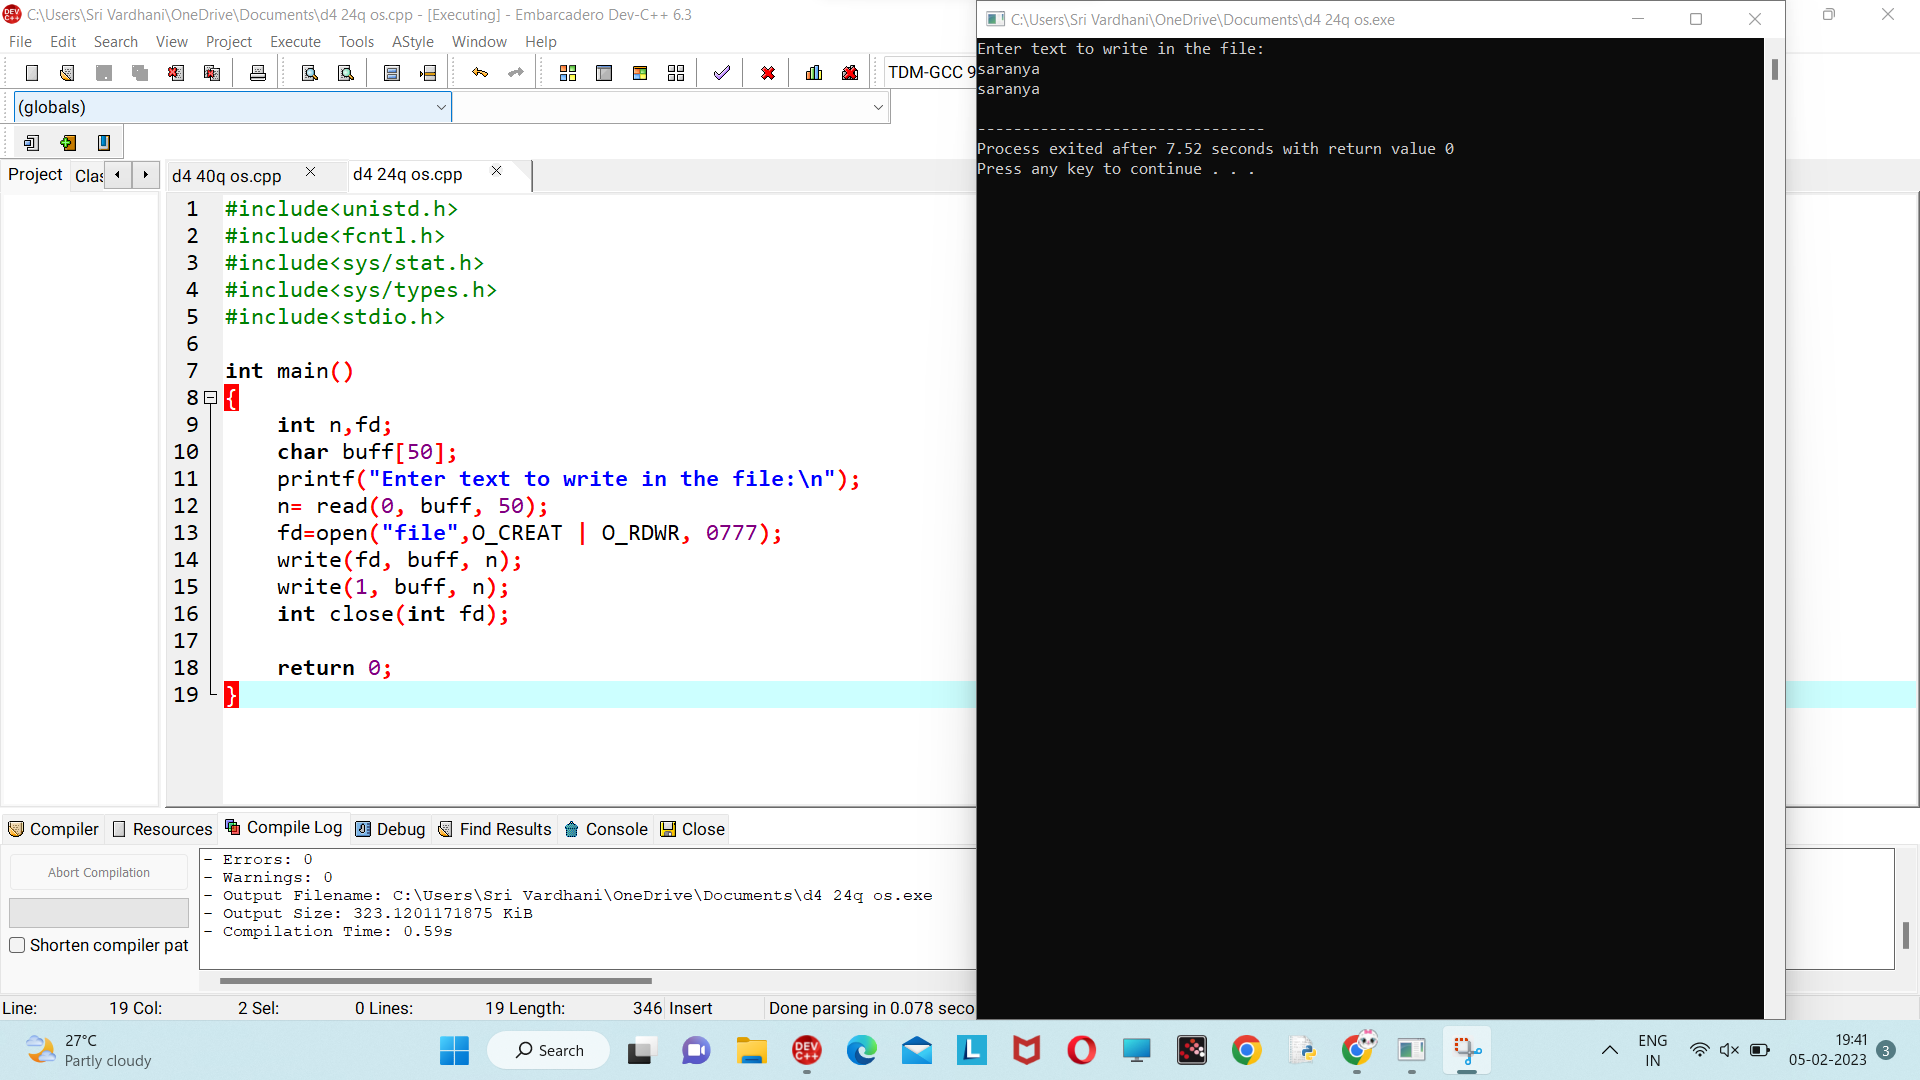 C:\Users\Sri Vardhani\OneDrive\Documents\d4 24q os.cpp - [Executing] - Embarcadero Dev-C++ 6.3
File Edit Search View Project Execute Tools AStyle Window Help
TDM-GCC 9
(globals)
Project Clas
d4 40q os.cpp d4 24q os.cpp
1 #include<unistd.h>
2 #include<fcntl.h>
3 #include<sys/stat.h>
4 #include<sys/types.h>
5 #include<stdio.h>
6
7 int main()
8 {
9 int n,fd;
10 char buff[50];
11 printf("Enter text to write in the file:\n");
12 n= read(0, buff, 50);
13 fd=open("file",O_CREAT | O_RDWR, 0777);
14 write(fd, buff, n);
15 write(1, buff, n);
16 int close(int fd);
17
18 return 0;
19 }
C:\Users\Sri Vardhani\OneDrive\Documents\d4 24q os.exe
Enter text to write in the file:
saranya
saranya
--------------------------------
Process exited after 7.52 seconds with return value 0
Press any key to continue . . .
Compiler Resources Compile Log Debug Find Results Console Close
Abort Compilation
Shorten compiler pat
- Errors: 0
- Warnings: 0
- Output Filename: C:\Users\Sri Vardhani\OneDrive\Documents\d4 24q os.exe
- Output Size: 323.1201171875 KiB
- Compilation Time: 0.59s
Line: 19 Col: 2 Sel: 0 Lines: 19 Length: 346 Insert Done parsing in 0.078 seco
27°C
Partly cloudy
Search
DEV C++
L
ENG
IN
19:41
05-02-2023
3